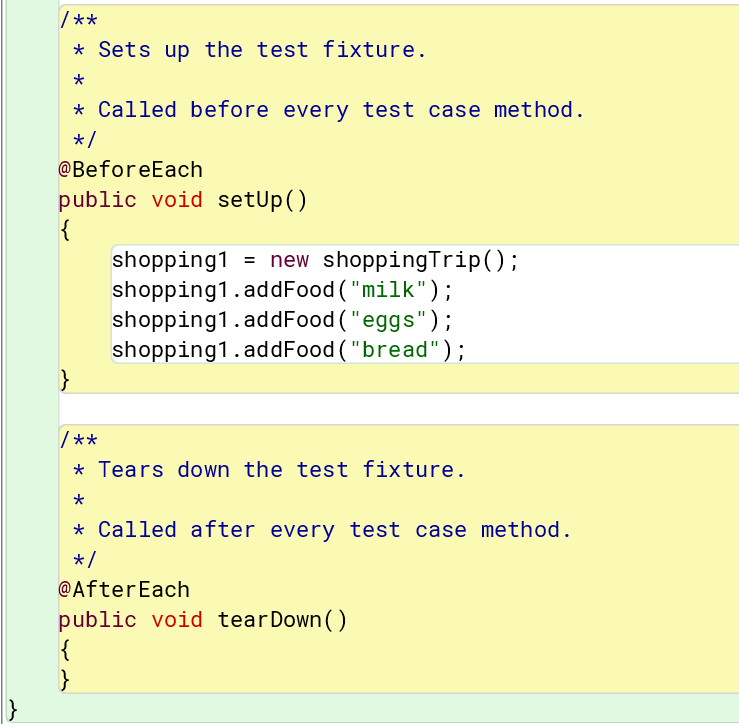 /**
 * Sets up the test fixture.
 *
 * Called before every test case method.
 */
@BeforeEach
public void setUp()
{
    shopping1 = new shoppingTrip();
    shopping1.addFood("milk");
    shopping1.addFood("eggs");
    shopping1.addFood("bread");
}
/**
 * Tears down the test fixture.
 *
 * Called after every test case method.
 */
@AfterEach
public void tearDown()
{
}
}